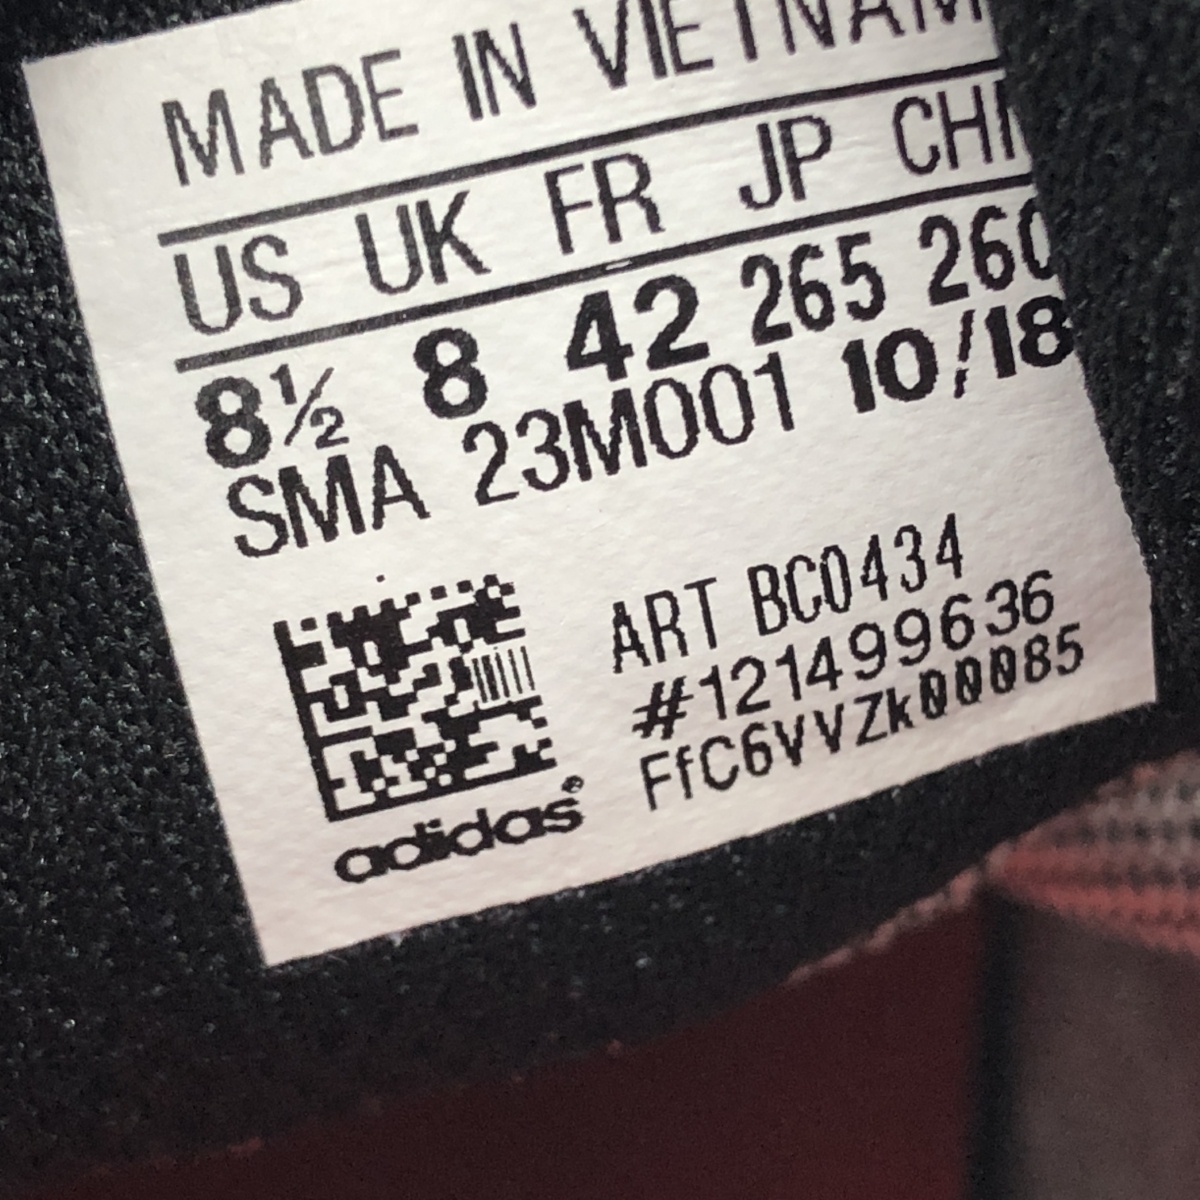 MADE IN VIETNAM
US UK FR JP CHN
8½ 8 42 265 260
SMA 23M001 10/18
ART BC0434
#121499636
FfC6VVZk00085
adidas®